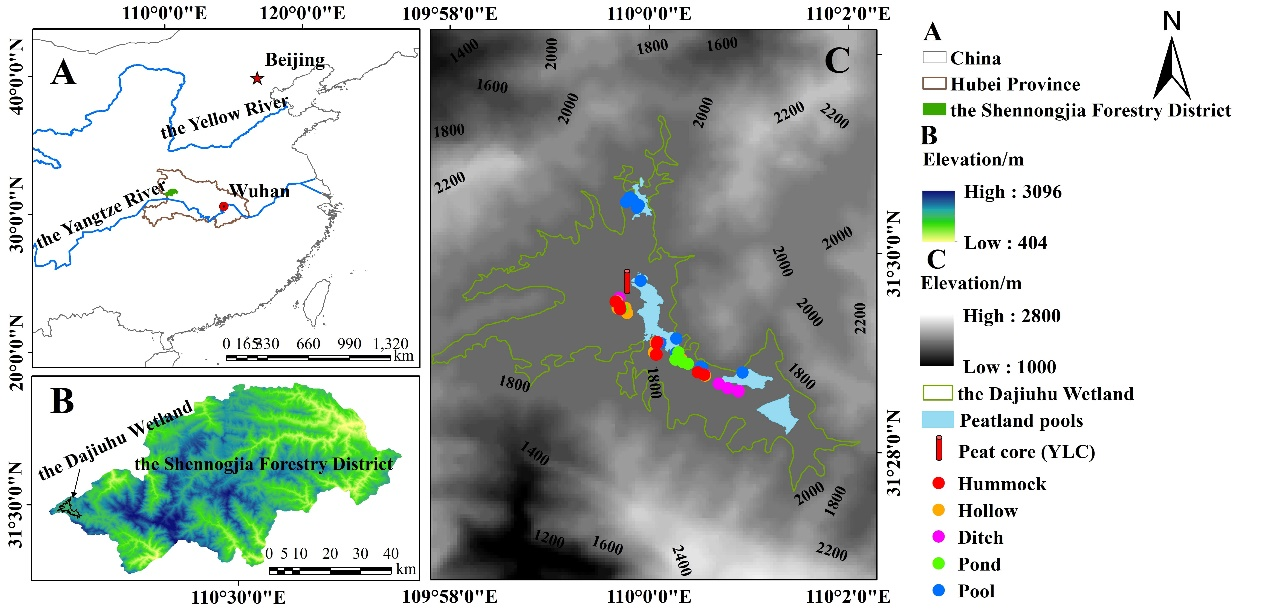 110°0'0"E
120°0'0"E
109°58'0"E
110°0'0"E
110°2'0"E
40°0'0"N
30°0'0"N
20°0'0"N
A
Beijing
the Yellow River
the Yangtze River
Wuhan
0 165 330 660 990 1,320
km
B
the Dajiuhu Wetland
the Shennogjia Forestry District
31°30'0"N
0 5 10 20 30 40
km
110°30'0"E
C
1400
2000
1800
1600
1600
2000
2000
2200
2200
1800
2200
2000
2000
2000
2200
1800
1800
1800
1400
2000
1800
1200
1600
2400
2200
31°30'0"N
31°28'0"N
109°58'0"E
110°0'0"E
110°2'0"E
N
A
China
Hubei Province
the Shennongjia Forestry District
B
Elevation/m
High : 3096
Low : 404
C
Elevation/m
High : 2800
Low : 1000
the Dajiuhu Wetland
Peatland pools
Peat core (YLC)
Hummock
Hollow
Ditch
Pond
Pool